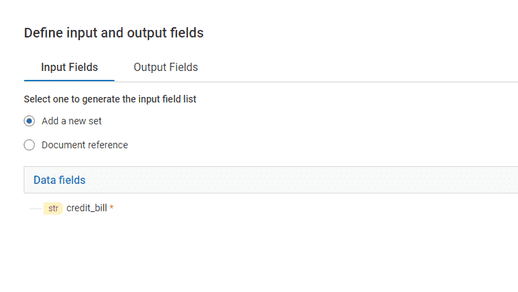 Define input and output fields
Input Fields Output Fields
Select one to generate the input field list
Add a new set
Document reference
Data fields
str credit_bill *